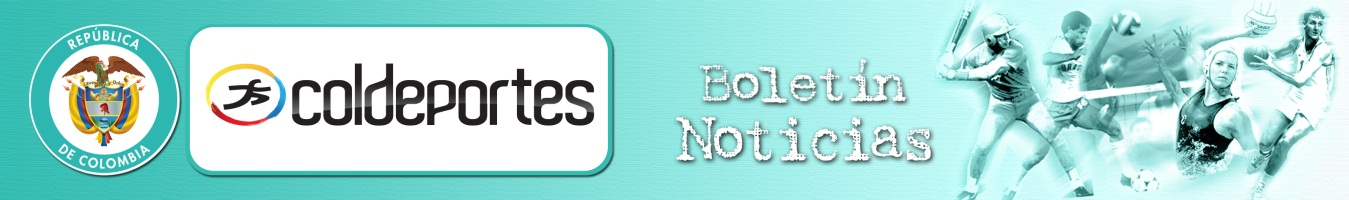 REPÚBLICA
DE COLOMBIA
coldeportes
Boletín
Noticias